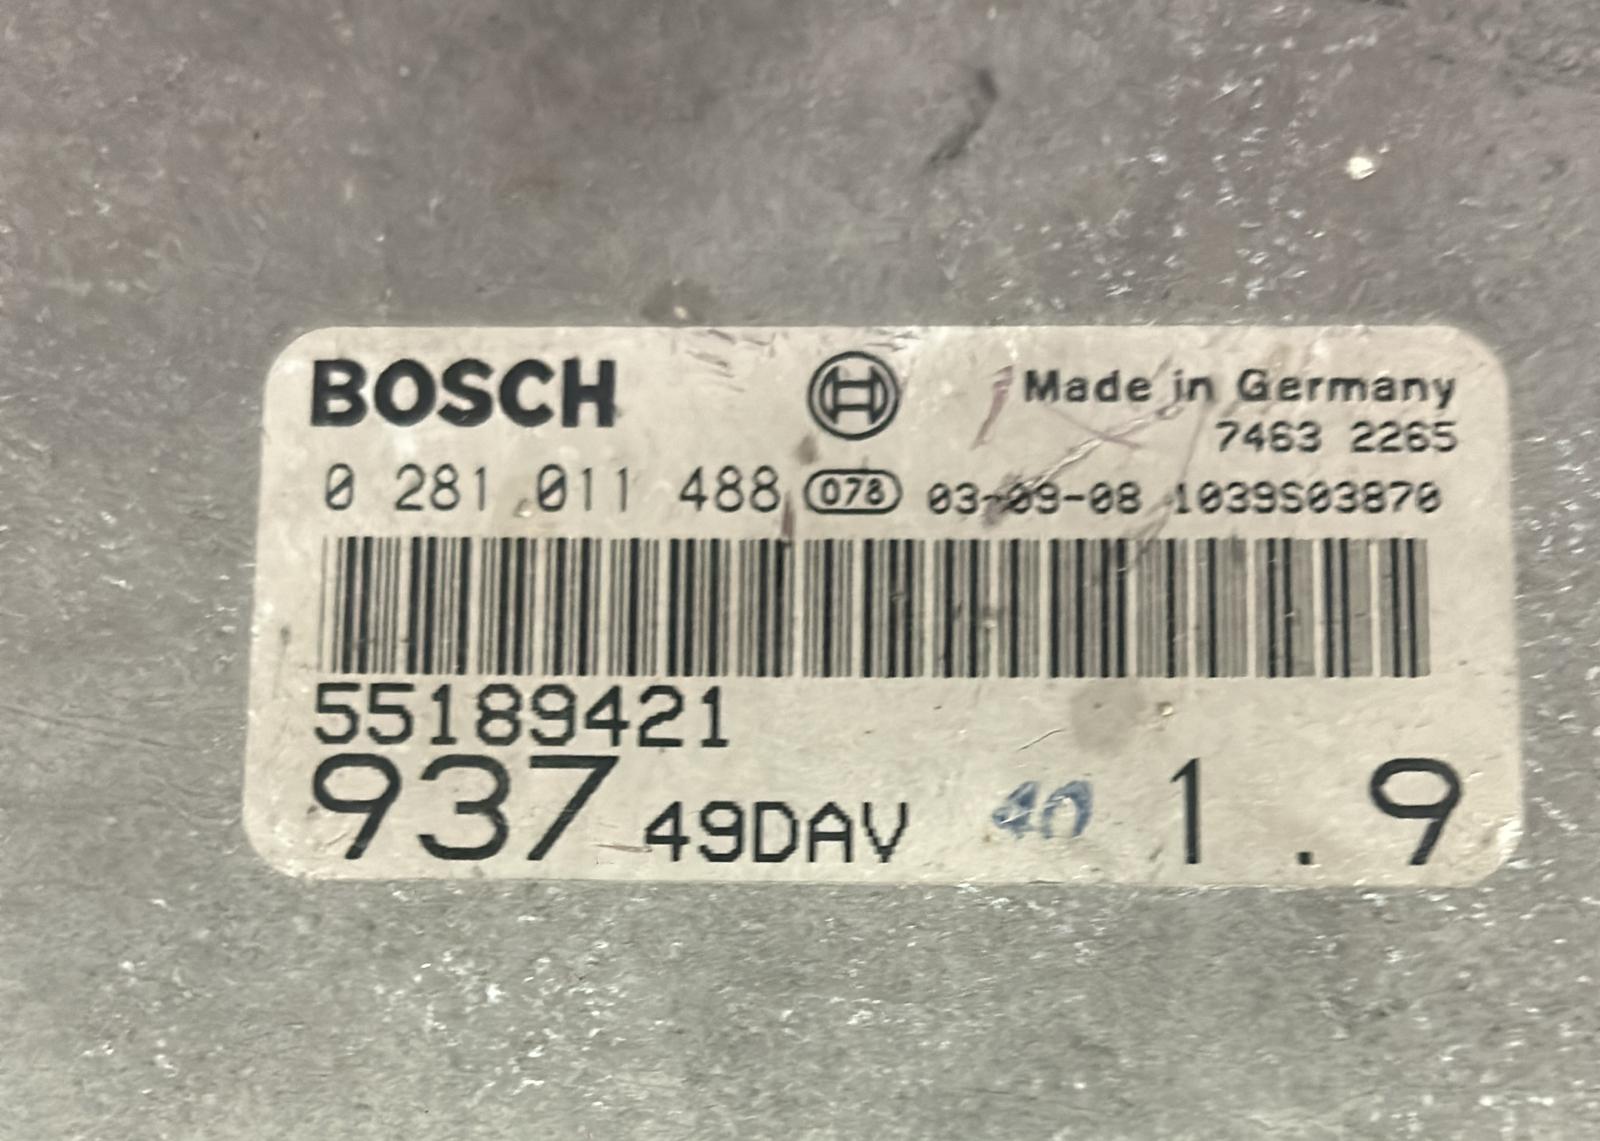 BOSCH
Made in Germany
7463 2265
0 281 011 488 078 03-09-08 1039S03870
55189421
937 49DAV 40 1 . 9